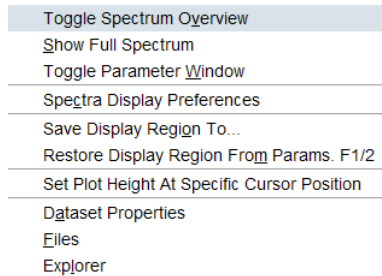 Toggle Spectrum Overview
Show Full Spectrum
Toggle Parameter Window
Spectra Display Preferences
Save Display Region To...
Restore Display Region From Params. F1/2
Set Plot Height At Specific Cursor Position
Dataset Properties
Files
Explorer